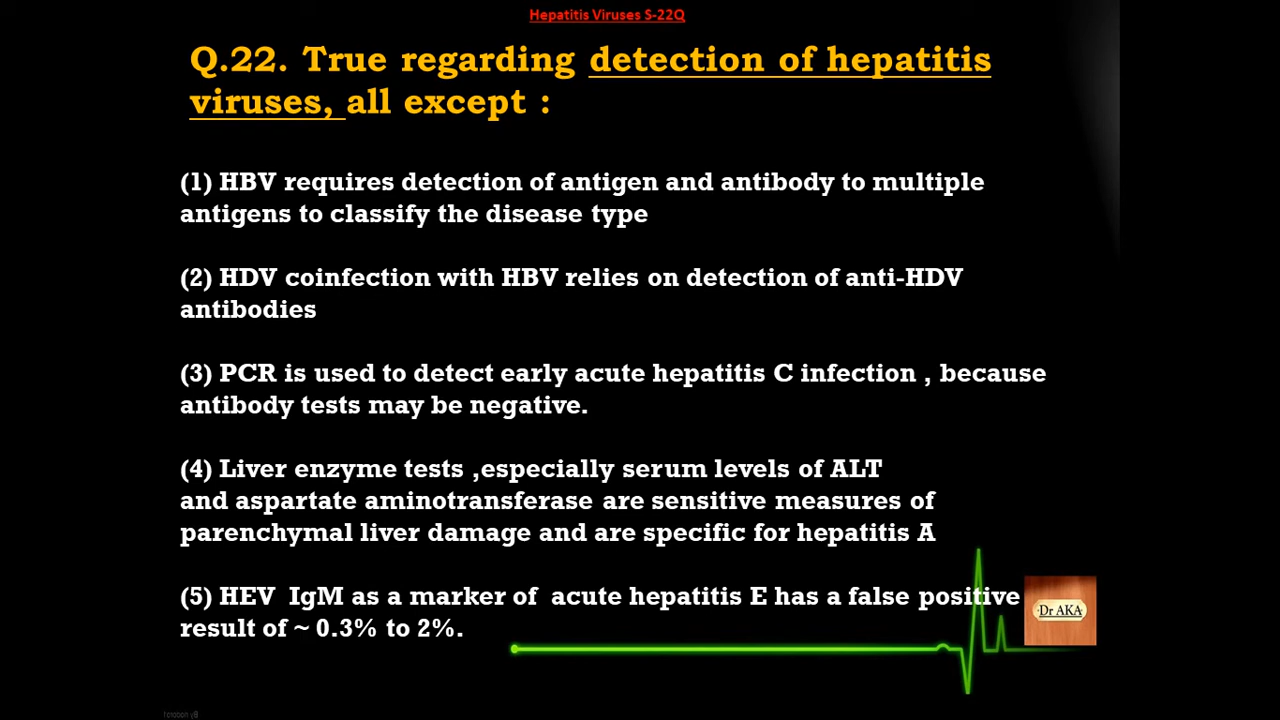 Hepatitis Viruses S-22Q
Q.22. True regarding detection of hepatitis
viruses, all except :
(1) HBV requires detection of antigen and antibody to multiple
antigens to classify the disease type
(2) HDV coinfection with HBV relies on detection of anti-HDV
antibodies
(3) PCR is used to detect early acute hepatitis C infection , because
antibody tests may be negative.
(4) Liver enzyme tests ,especially serum levels of ALT
and aspartate aminotransferase are sensitive measures of
parenchymal liver damage and are specific for hepatitis A
(5) HEV IgM as a marker of acute hepatitis E has a false positive
result of ~ 0.3% to 2%.
Dr AKA